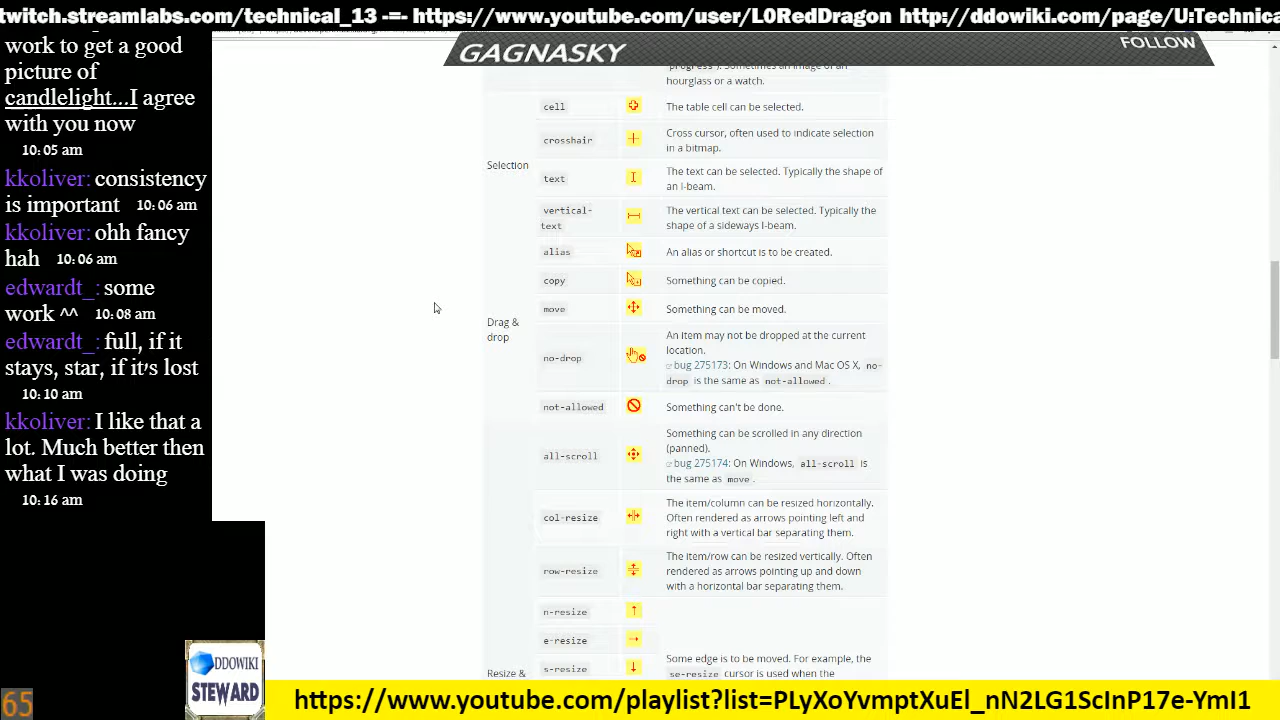 twitch.streamlabs.com/technical_13 -=- https://www.youtube.com/user/L0RedDragon http://ddowiki.com/page/U:Technica
GAGNASKY
FOLLOW
work to get a good
picture of
candlelight...I agree
with you now
10:05 am
kkoliver: consistency
is important 10:06 am
kkoliver: ohh fancy
hah 10:06 am
edwardt_: some
work ^^ 10:08 am
edwardt_: full, if it
stays, star, if it's lost
10:10 am
kkoliver: I like that a
lot. Much better then
what I was doing
10:16 am
hourglass or a watch.
Selection
cell The table cell can be selected.
crosshair Cross cursor, often used to indicate selection
in a bitmap.
text The text can be selected. Typically the shape of
an I-beam.
vertical-
text
The vertical text can be selected. Typically the
shape of a sideways I-beam.
Drag &
drop
alias An alias or shortcut is to be created.
copy Something can be copied.
move Something can be moved.
no-drop An item may not be dropped at the current
location.
bug 275173: On Windows and Mac OS X, no-
drop is the same as not-allowed.
not-allowed Something can't be done.
Resize &
all-scroll Something can be scrolled in any direction
(panned).
bug 275174: On Windows, all-scroll is
the same as move.
col-resize The item/column can be resized horizontally.
Often rendered as arrows pointing left and
right with a vertical bar separating them.
row-resize The item/row can be resized vertically. Often
rendered as arrows pointing up and down
with a horizontal bar separating them.
n-resize
e-resize
s-resize
Some edge is to be moved. For example, the
se-resize cursor is used when the
DDOWIKI
STEWARD
65
https://www.youtube.com/playlist?list=PLyXoYvmptXuEl_nN2LG1ScInP17e-YmI1